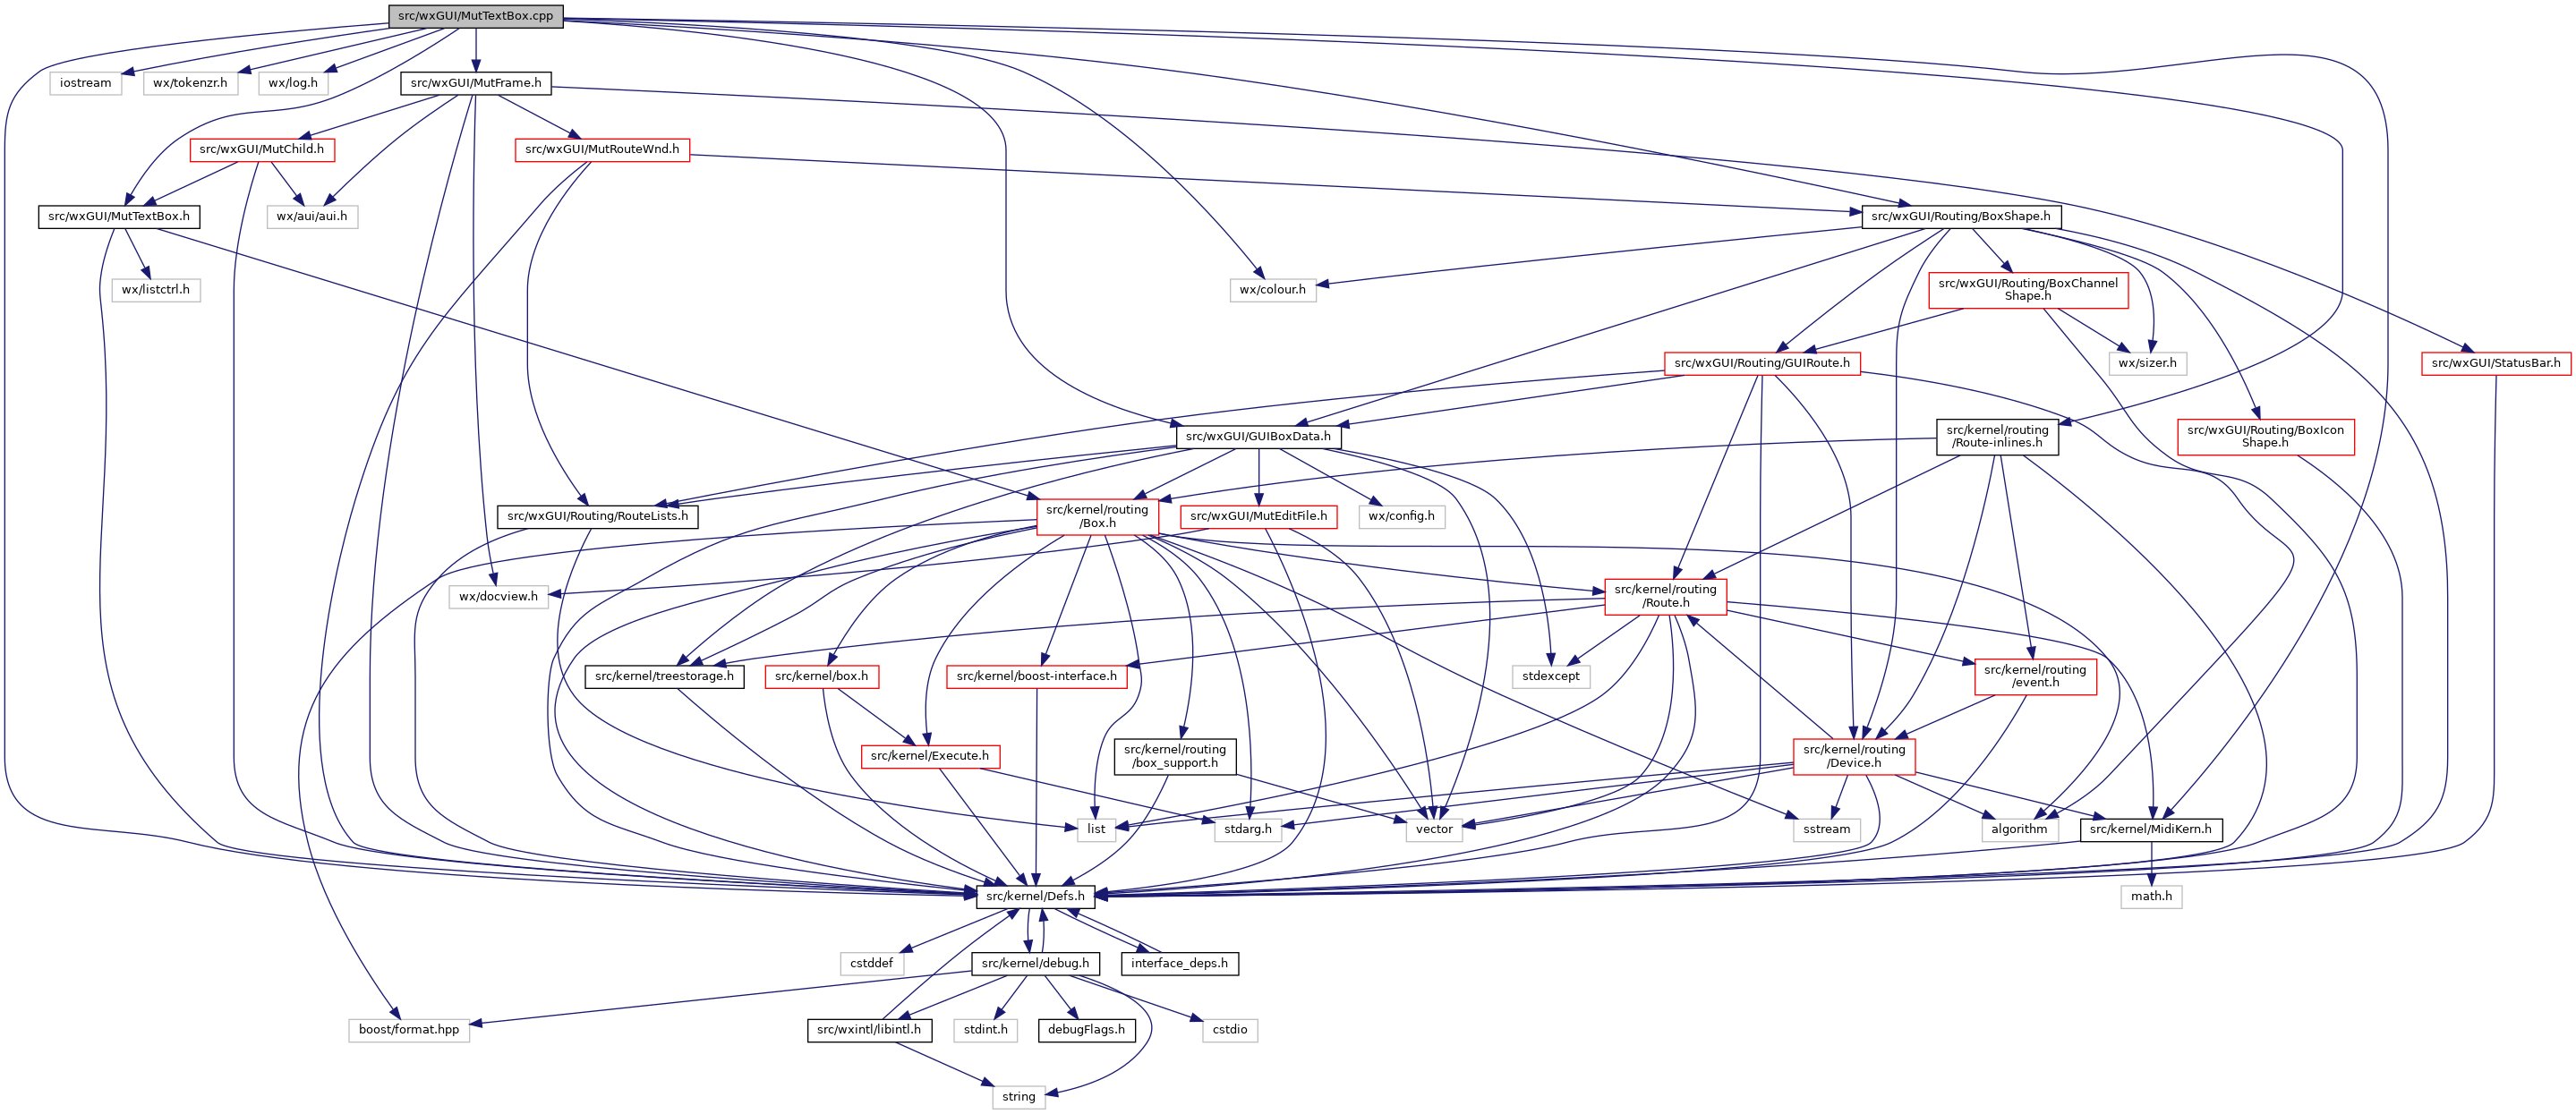 src/wxGUI/MutTextBox.cpp
iostream
wx/tokenzr.h
wx/log.h
src/wxGUI/MutFrame.h
src/wxGUI/MutChild.h
src/wxGUI/MutRouteWnd.h
src/wxGUI/MutTextBox.h
wx/aui/aui.h
src/wxGUI/Routing/BoxShape.h
wx/listctrl.h
wx/colour.h
src/wxGUI/Routing/BoxChannel
Shape.h
src/wxGUI/Routing/GUIRoute.h
wx/sizer.h
src/wxGUI/StatusBar.h
src/wxGUI/GUIBoxData.h
src/kernel/routing
/Route-inlines.h
src/wxGUI/Routing/BoxIcon
Shape.h
src/wxGUI/Routing/RouteLists.h
src/kernel/routing
/Box.h
src/wxGUI/MutEditFile.h
wx/config.h
wx/docview.h
src/kernel/routing
/Route.h
src/kernel/treestorage.h
src/kernel/box.h
src/kernel/boost-interface.h
stdexcept
src/kernel/routing
/event.h
src/kernel/Execute.h
src/kernel/routing
/box_support.h
src/kernel/routing
/Device.h
list
stdarg.h
vector
sstream
algorithm
src/kernel/MidiKern.h
src/kernel/Defs.h
math.h
cstddef
src/kernel/debug.h
interface_deps.h
boost/format.hpp
src/wxintl/libintl.h
stdint.h
debugFlags.h
cstdio
string